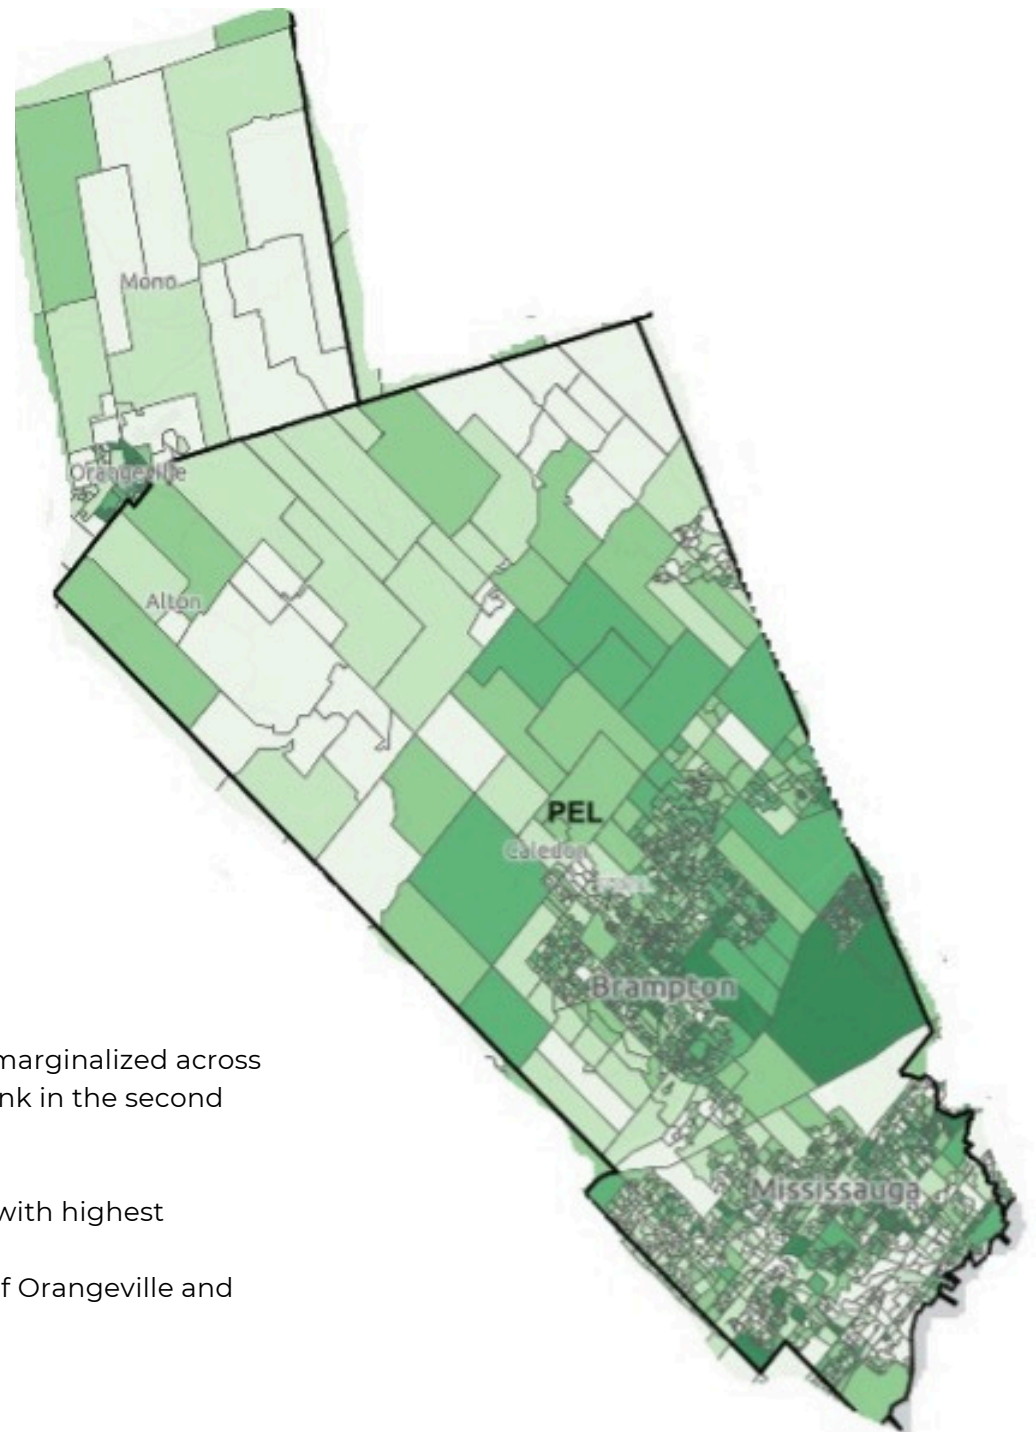 Mono
Orangeville
Alton
PEL
Caledon
Brampton
marginalized across
nk in the second
Mississauga
with highest
f Orangeville and